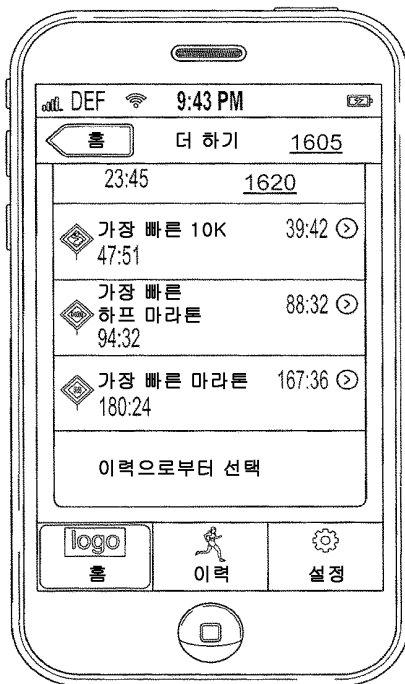 DEF 9:43 PM
홈 더 하기 1605
23:45 1620
가장 빠른 10K 39:42
47:51
가장 빠른
하프 마라톤 88:32
94:32
가장 빠른 마라톤 167:36
180:24
이력으로부터 선택
logo
홈 이력 설정